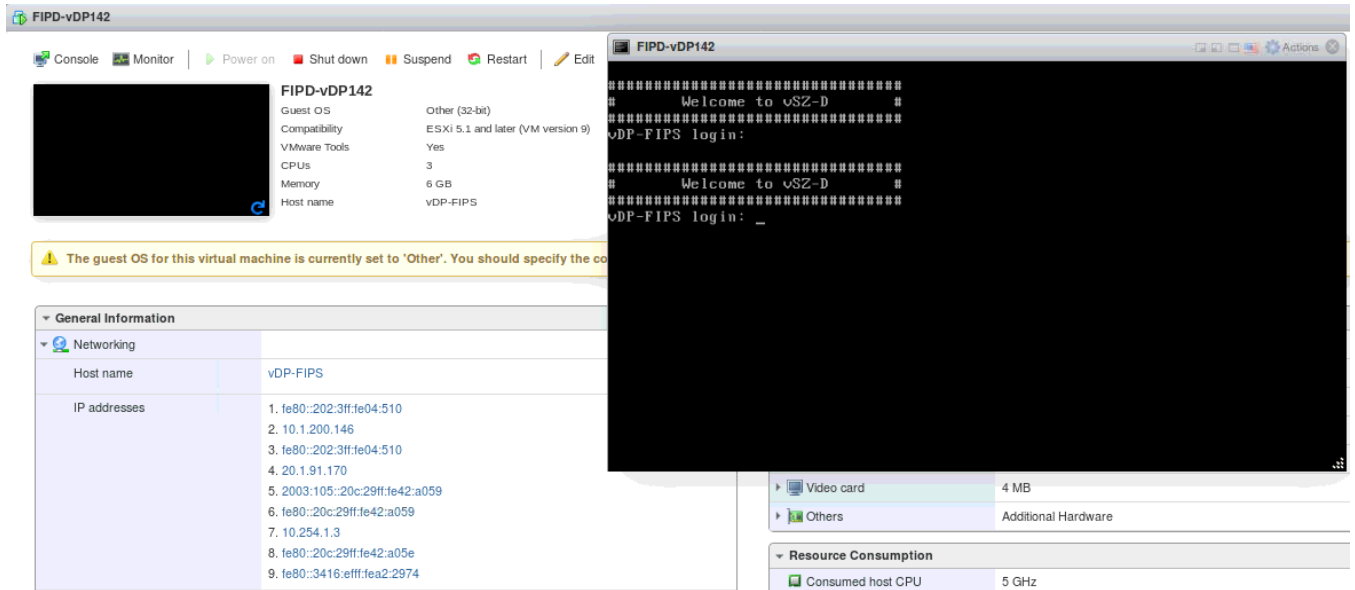 FIPD-vDP142
Console Monitor Power on Shut down Suspend Restart Edit
FIPD-vDP142
Guest OS Other (32-bit)
Compatibility ESXi 5.1 and later (VM version 9)
VMware Tools Yes
CPUs 3
Memory 6 GB
Host name vDP-FIPS
The guest OS for this virtual machine is currently set to 'Other'. You should specify the co
General Information
Networking
Host name vDP-FIPS
IP addresses 1. fe80::202:3ff:fe04:510
2. 10.1.200.146
3. fe80::202:3ff:fe04:510
4. 20.1.91.170
5. 2003:105::20c:29ff:fe42:a059
6. fe80::20c:29ff:fe42:a059
7. 10.254.1.3
8. fe80::20c:29ff:fe42:a05e
9. fe80::3416:efff:fea2:2974
FIPD-vDP142 Actions
################################
# Welcome to vSZ-D #
################################
vDP-FIPS login:
################################
# Welcome to vSZ-D #
################################
vDP-FIPS login: _
Video card 4 MB
Others Additional Hardware
Resource Consumption
Consumed host CPU 5 GHz